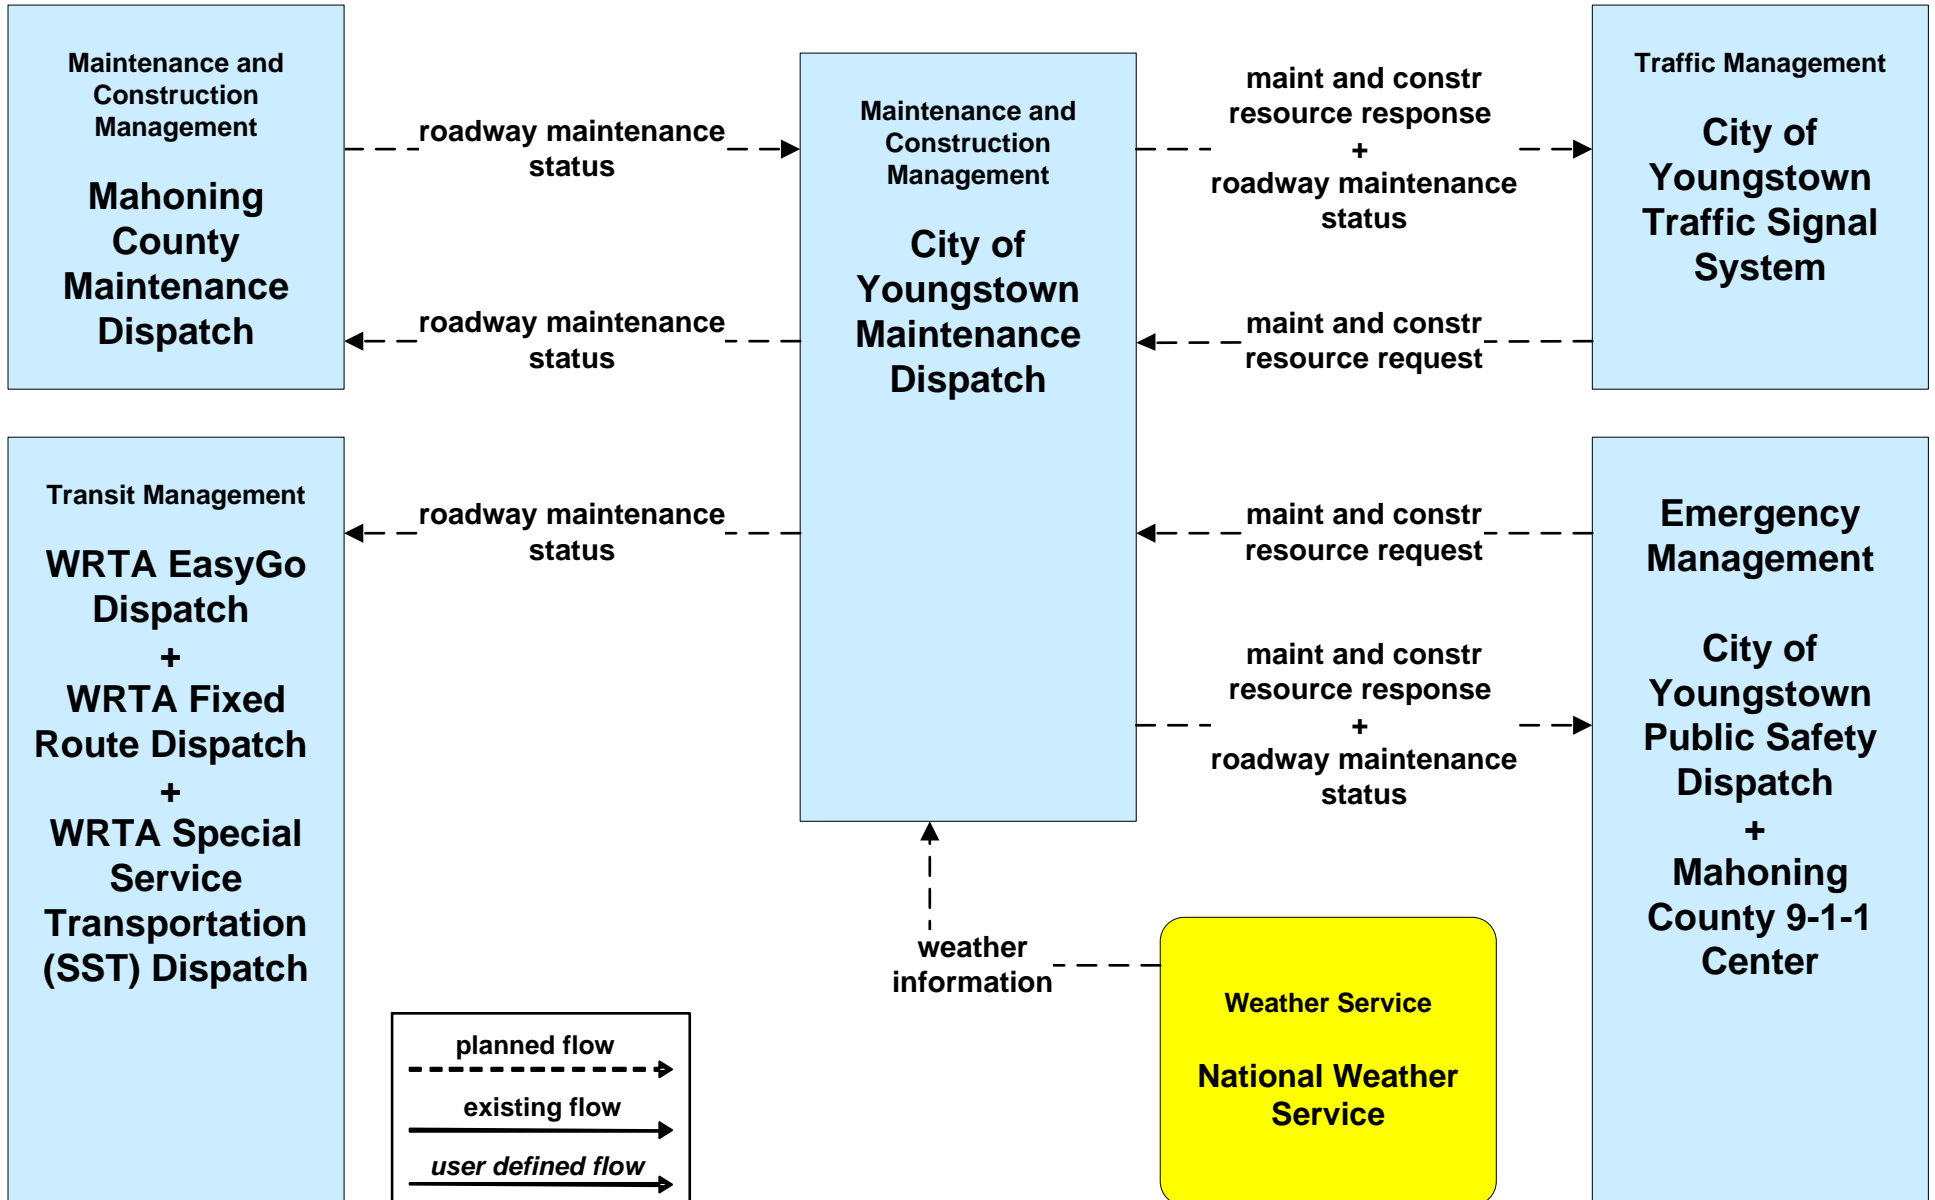 Maintenance and
Construction
Management
Mahoning
County
Maintenance
Dispatch
roadway maintenance
status
roadway maintenance
status
Maintenance and
Construction
Management
City of
Youngstown
Maintenance
Dispatch
maint and constr
resource response
+
roadway maintenance
status
maint and constr
resource request
Traffic Management
City of
Youngstown
Traffic Signal
System
Transit Management
WRTA EasyGo
Dispatch
+
WRTA Fixed
Route Dispatch
+
WRTA Special
Service
Transportation
(SST) Dispatch
roadway maintenance
status
maint and constr
resource request
maint and constr
resource response
+
roadway maintenance
status
Emergency
Management
City of
Youngstown
Public Safety
Dispatch
+
Mahoning
County 9-1-1
Center
weather
information
Weather Service
National Weather
Service
planned flow
existing flow
user defined flow